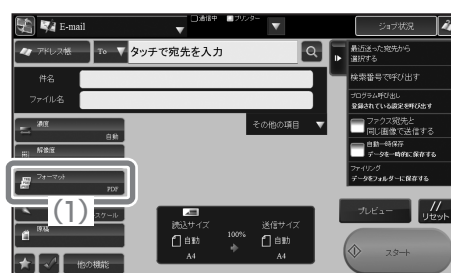 E-mail
通信中 プリンター
ジョブ状況
アドレス帳 To タッチで宛先を入力
件名
ファイル名
最近送った宛先から
選択する
検索番号で呼び出す
プログラム呼び出し
登録されている設定を呼び出す
ファクス宛先と
同じ画像で送信する
自動一時保存
データを一時的に保存する
ファイリング
データをフォルダーに保存する
濃度
自動
その他の項目
解像度
フォーマット
PDF
(1)
スケール
原稿
読込サイズ
自動
A4
100%
送信サイズ
自動
A4
他の機能
プレビュー
リセット
スタート